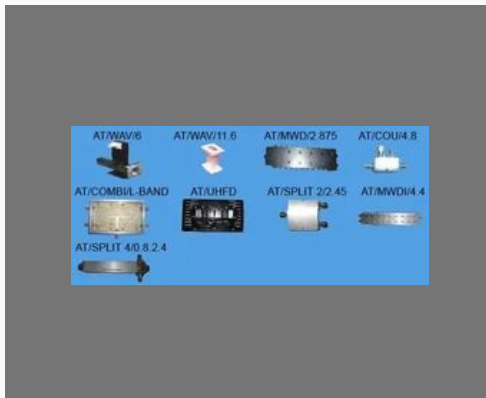 AT/WAV/6 AT/WAV/11.6 AT/MWD/2.875 AT/COU/4.8
AT/COMBI/L-BAND AT/UHFD AT/SPLIT 2/2.45 AT/MWDI/4.4
AT/SPLIT 4/0.8.2.4